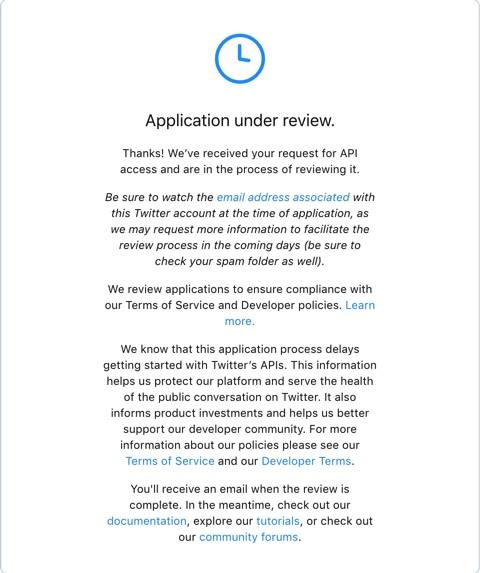 Application under review.
Thanks! We’ve received your request for API
access and are in the process of reviewing it.
Be sure to watch the email address associated with
this Twitter account at the time of application, as
we may request more information to facilitate the
review process in the coming days (be sure to
check your spam folder as well).
We review applications to ensure compliance with
our Terms of Service and Developer policies. Learn
more.
We know that this application process delays
getting started with Twitter’s APIs. This information
helps us protect our platform and serve the health
of the public conversation on Twitter. It also
informs product investments and helps us better
support our developer community. For more
information about our policies please see our
Terms of Service and our Developer Terms.
You'll receive an email when the review is
complete. In the meantime, check out our
documentation, explore our tutorials, or check out
our community forums.